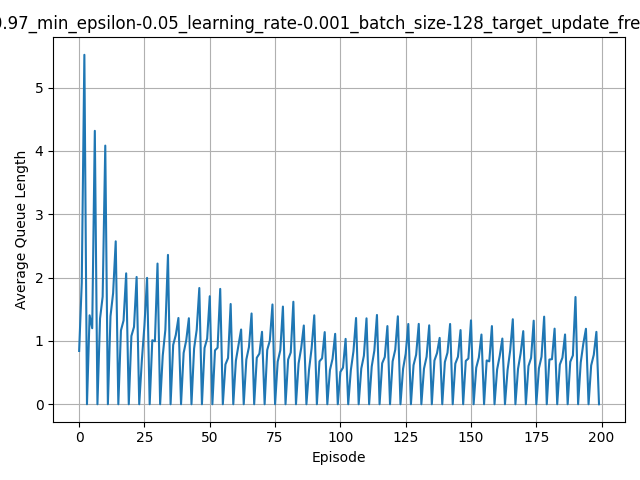 0.97_min_epsilon-0.05_learning_rate-0.001_batch_size-128_target_update_fre
Average Queue Length
5
4
3
2
1
0
0 25 50 75 100 125 150 175 200
Episode